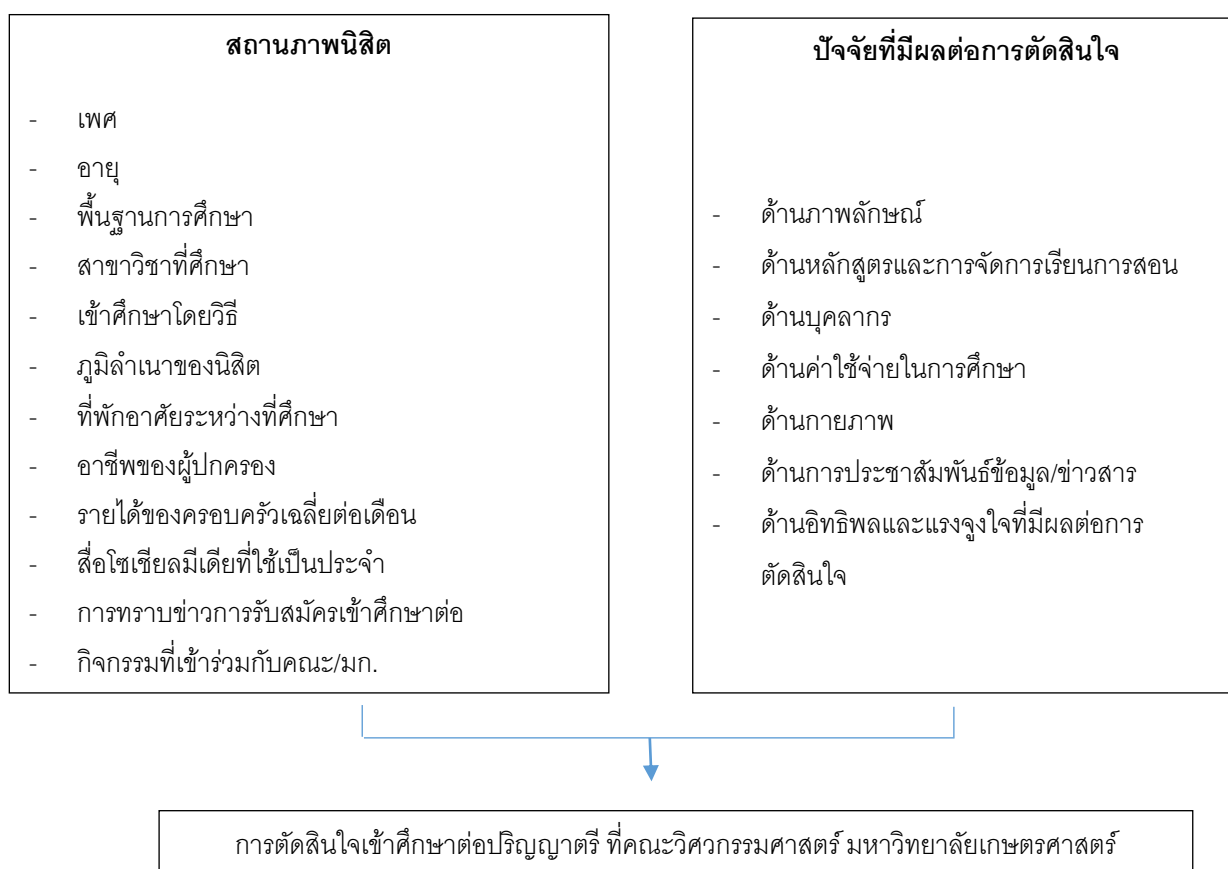 สถานภาพนิสิต
- เพศ
- อายุ
- พื้นฐานการศึกษา
- สาขาวิชาที่ศึกษา
- เข้าศึกษาโดยวิธี
- ภูมิลำเนาของนิสิต
- ที่พักอาศัยระหว่างที่ศึกษา
- อาชีพของผู้ปกครอง
- รายได้ของครอบครัวเฉลี่ยต่อเดือน
- สื่อโซเชียลมีเดียที่ใช้เป็นประจำ
- การทราบข่าวการรับสมัครเข้าศึกษาต่อ
- กิจกรรมที่เข้าร่วมกับคณะ/มก.
ปัจจัยที่มีผลต่อการตัดสินใจ
- ด้านภาพลักษณ์
- ด้านหลักสูตรและการจัดการเรียนการสอน
- ด้านบุคลากร
- ด้านค่าใช้จ่ายในการศึกษา
- ด้านกายภาพ
- ด้านการประชาสัมพันธ์ข้อมูล/ข่าวสาร
- ด้านอิทธิพลและแรงจูงใจที่มีผลต่อการ
ตัดสินใจ
การตัดสินใจเข้าศึกษาต่อปริญญาตรี ที่คณะวิศวกรรมศาสตร์ มหาวิทยาลัยเกษตรศาสตร์